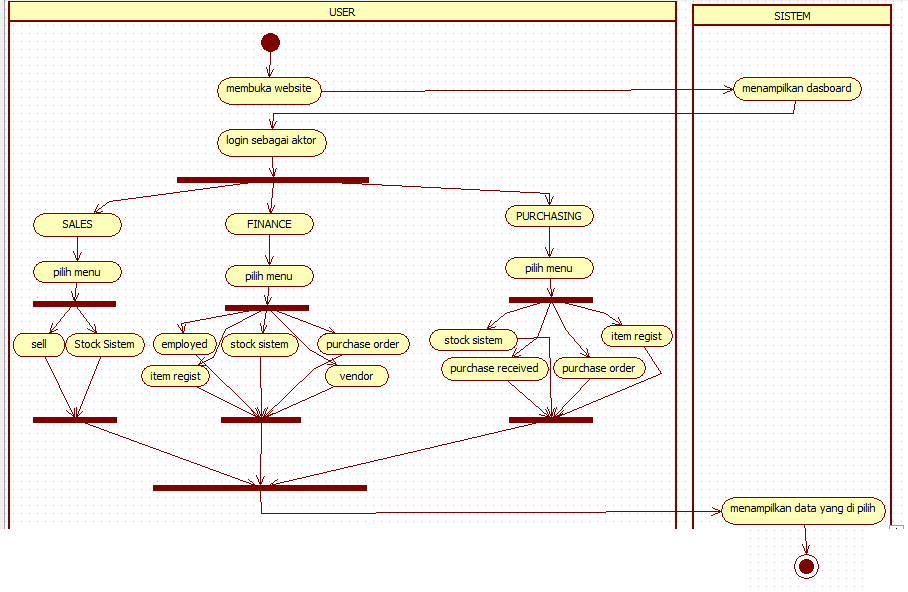 USER
SISTEM
membuka website
menampilkan dasboard
login sebagai aktor
SALES
FINANCE
PURCHASING
pilih menu
pilih menu
pilih menu
sell
Stock Sistem
employed
stock sistem
purchase order
item regist
vendor
stock sistem
item regist
purchase received
purchase order
menampilkan data yang di pilih